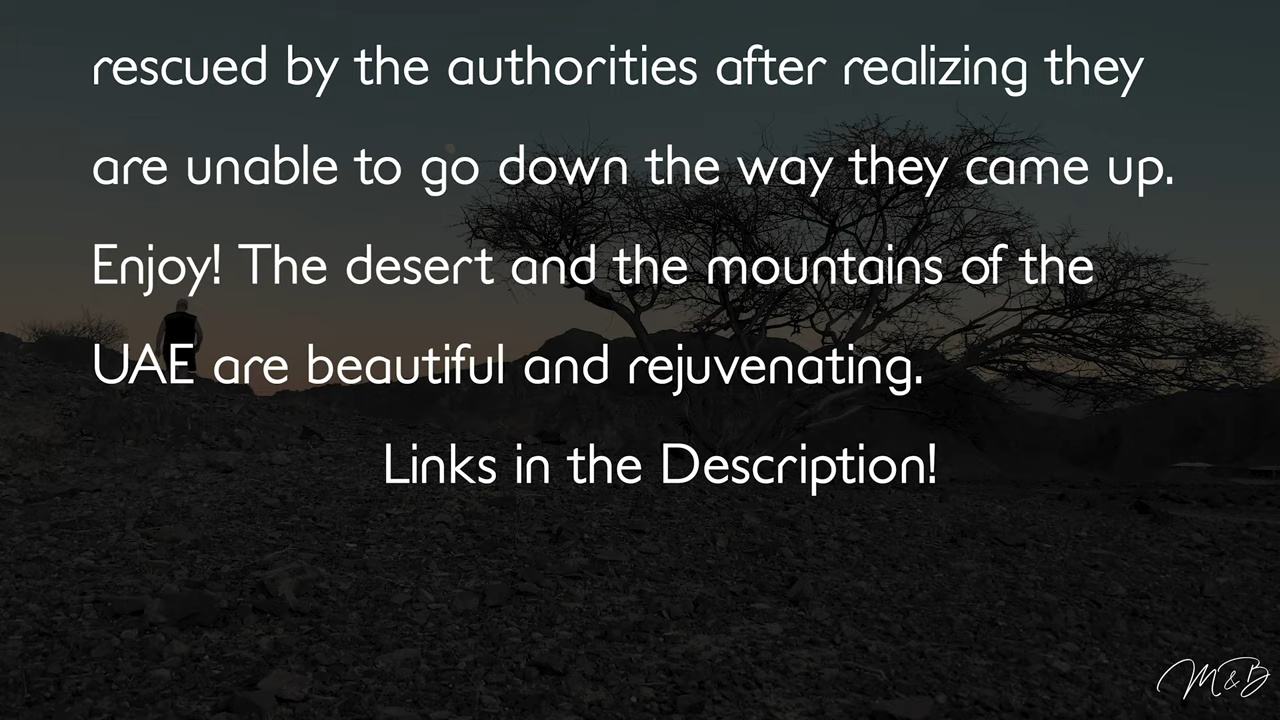 rescued by the authorities after realizing they
are unable to go down the way they came up.
Enjoy! The desert and the mountains of the
UAE are beautiful and rejuvenating.
Links in the Description!
M&B